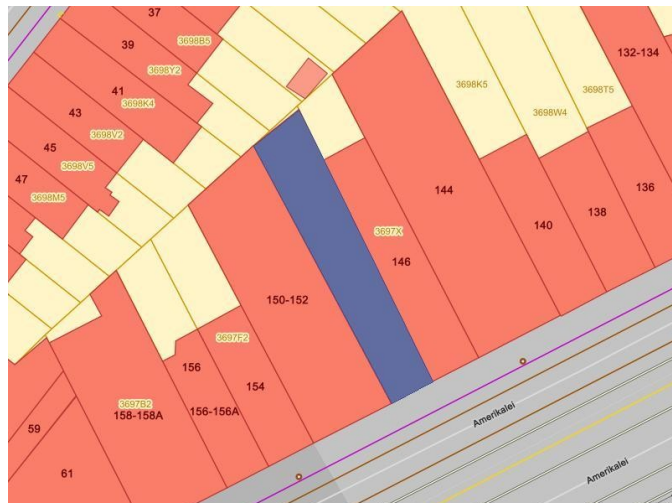 37
39
3698B5
3698Y2
41
3698K4
43
3698V2
45
3698V5
47
3698M5
132-134
3698K5
3698T5
3698W4
144
136
138
140
3697X
146
150-152
3697F2
156
154
156-156A
3697B2
158-158A
59
61
Amerikalei
Amerikalei